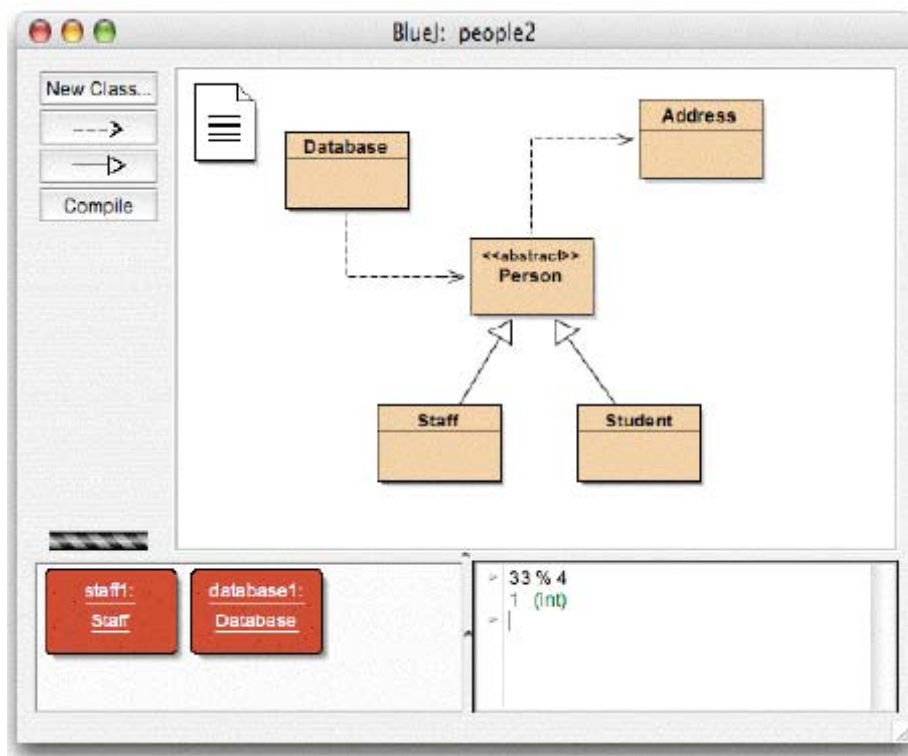 BlueJ: people2
New Class...
Compile
Database
Address
<<abstract>>
Person
Staff
Student
staff1:
Staff
database1:
Database
> 33 % 4
1 (int)
>